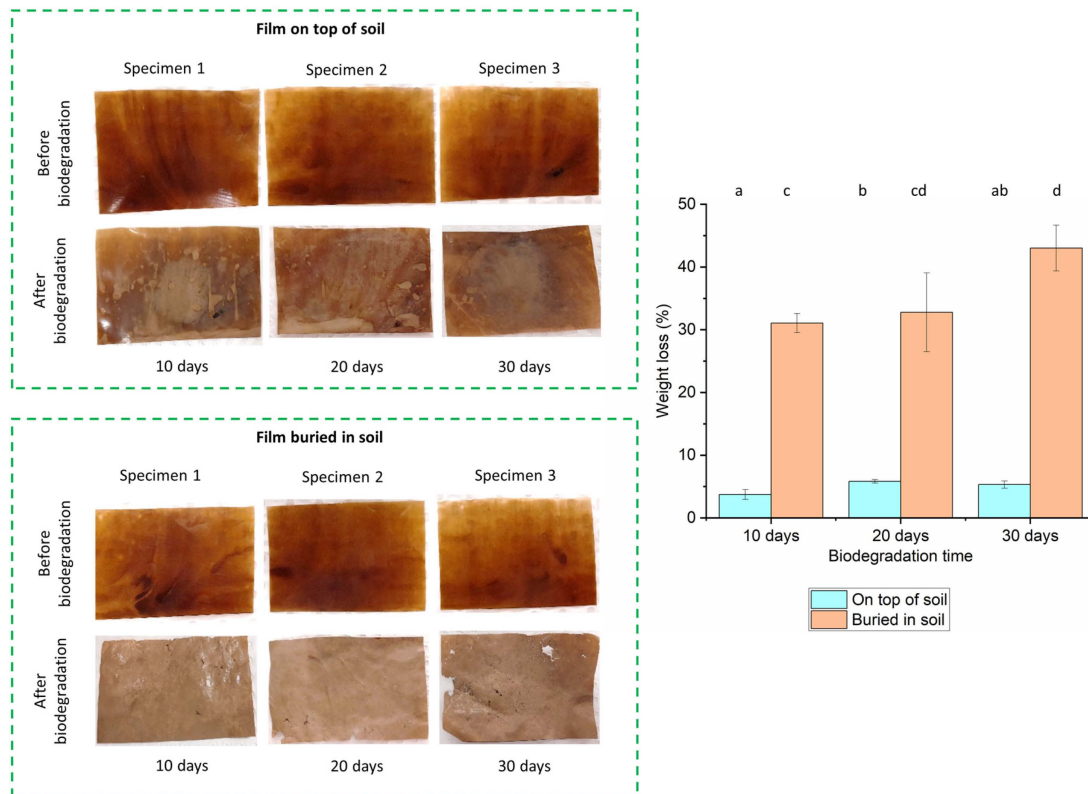 Film on top of soil
Specimen 1
Specimen 2
Specimen 3
Before
biodegradation
After
biodegradation
10 days
20 days
30 days
Film buried in soil
Specimen 1
Specimen 2
Specimen 3
Before
biodegradation
After
biodegradation
10 days
20 days
30 days
a c b cd ab d
50
40
30
20
10
0
Weight loss (%)
10 days
20 days
30 days
Biodegradation time
On top of soil
Buried in soil